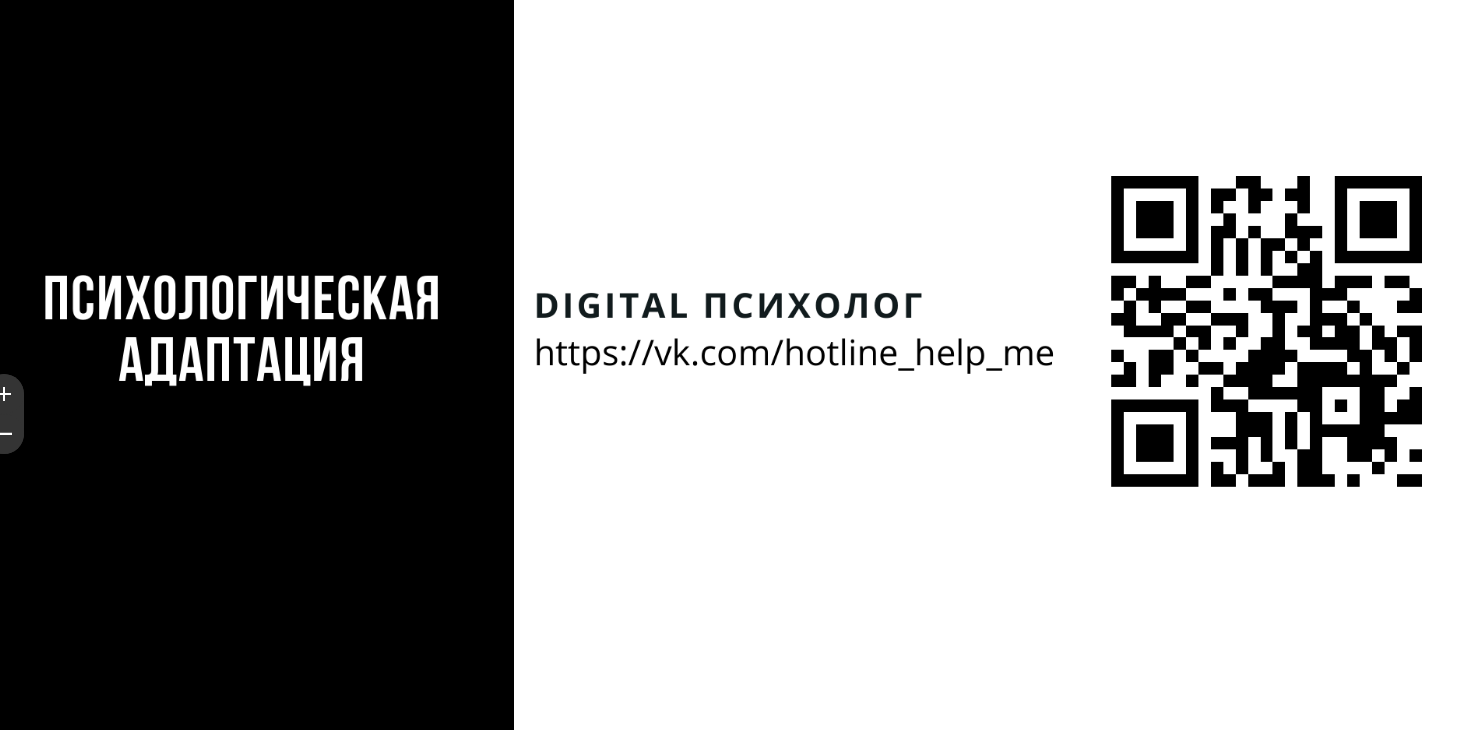 ПСИХОЛОГИЧЕСКАЯ
АДАПТАЦИЯ
DIGITAL ПСИХОЛОГ
https://vk.com/hotline_help_me